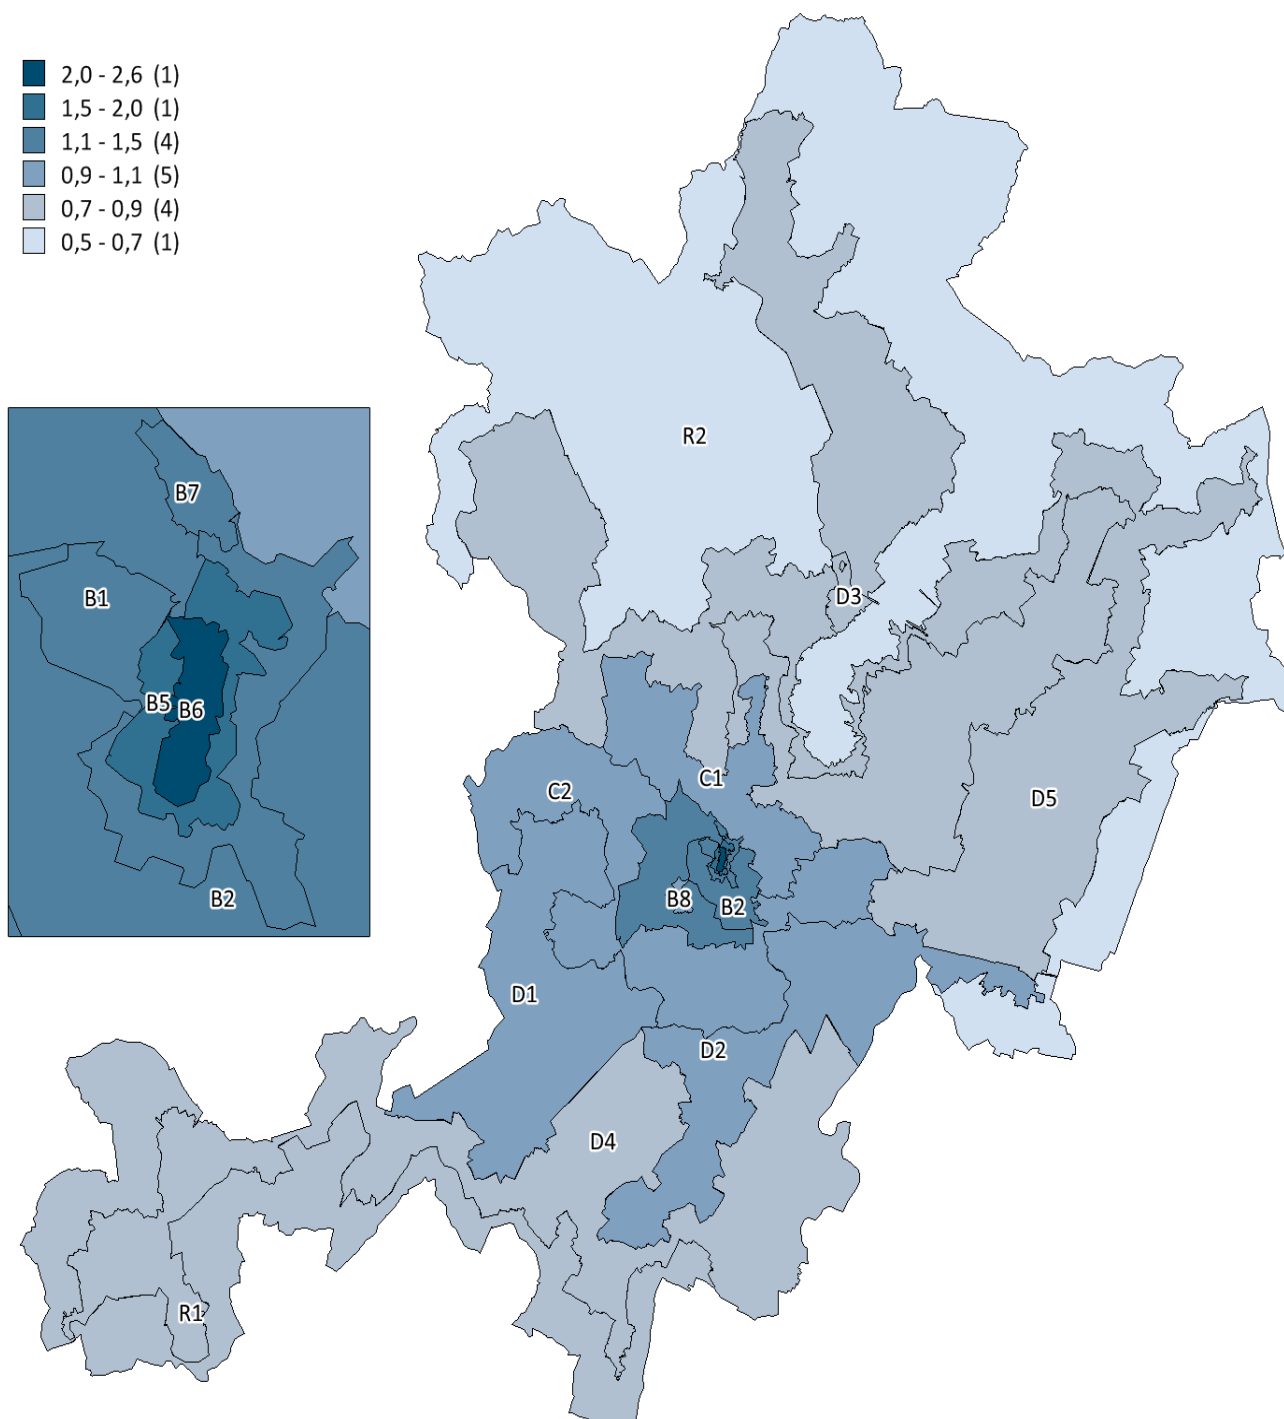 2,0 - 2,6 (1)
1,5 - 2,0 (1)
1,1 - 1,5 (4)
0,9 - 1,1 (5)
0,7 - 0,9 (4)
0,5 - 0,7 (1)
R2
B7
B1
D3
B5
B6
C1
C2
D5
B2
B8
B2
D1
D2
D4
R1